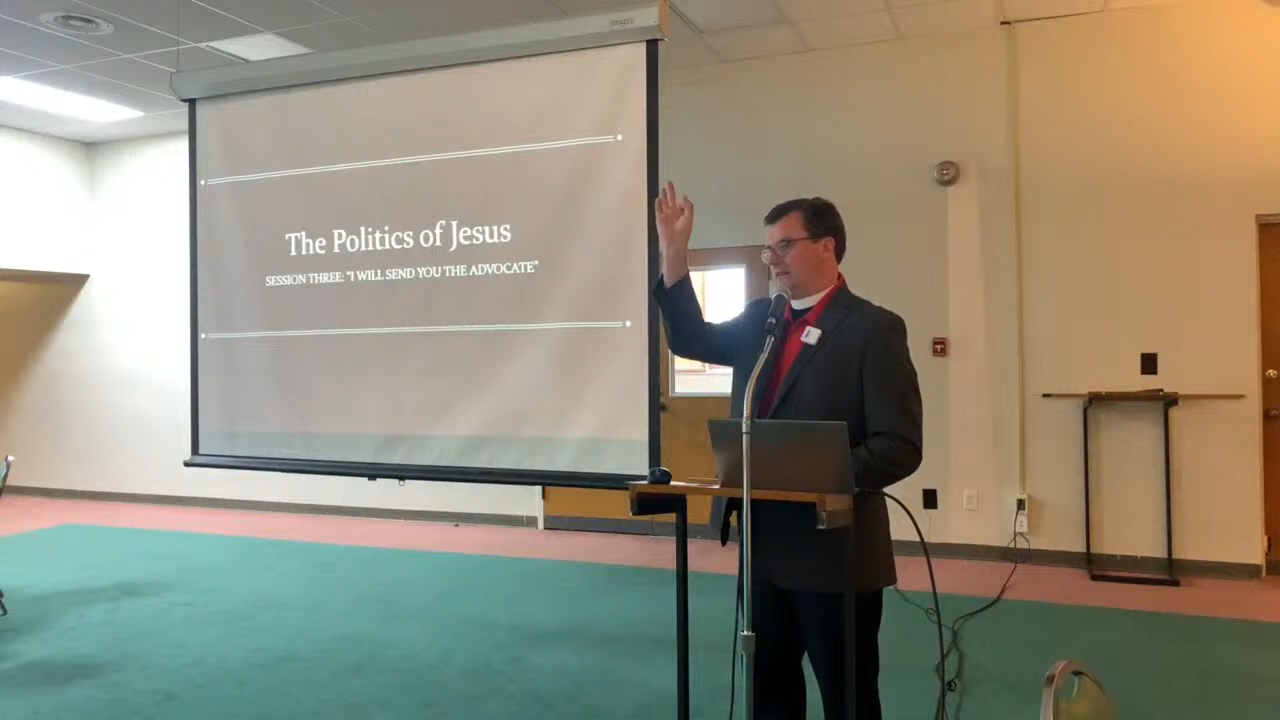 The Politics of Jesus
SESSION THREE: "I WILL SEND YOU THE ADVOCATE"